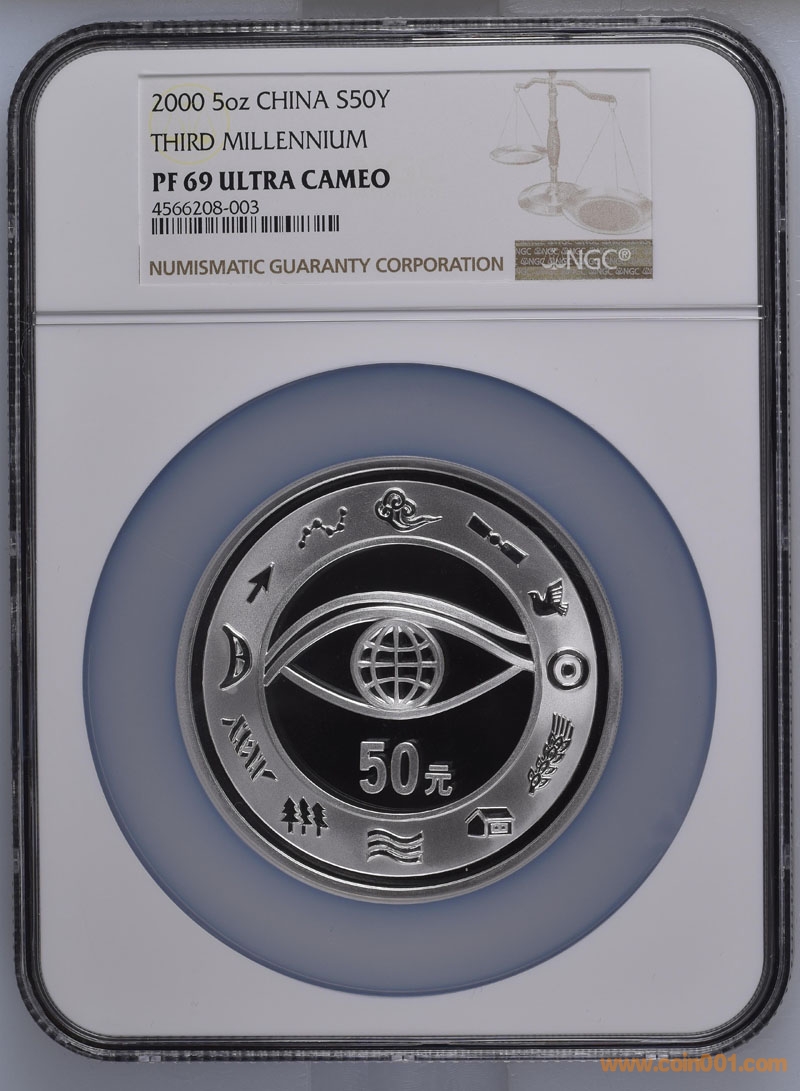 2000 5oz CHINA S50Y
THIRD MILLENNIUM
PF 69 ULTRA CAMEO
4566208-003
NUMISMATIC GUARANTY CORPORATION
NGC®
50元
www.coin001.com